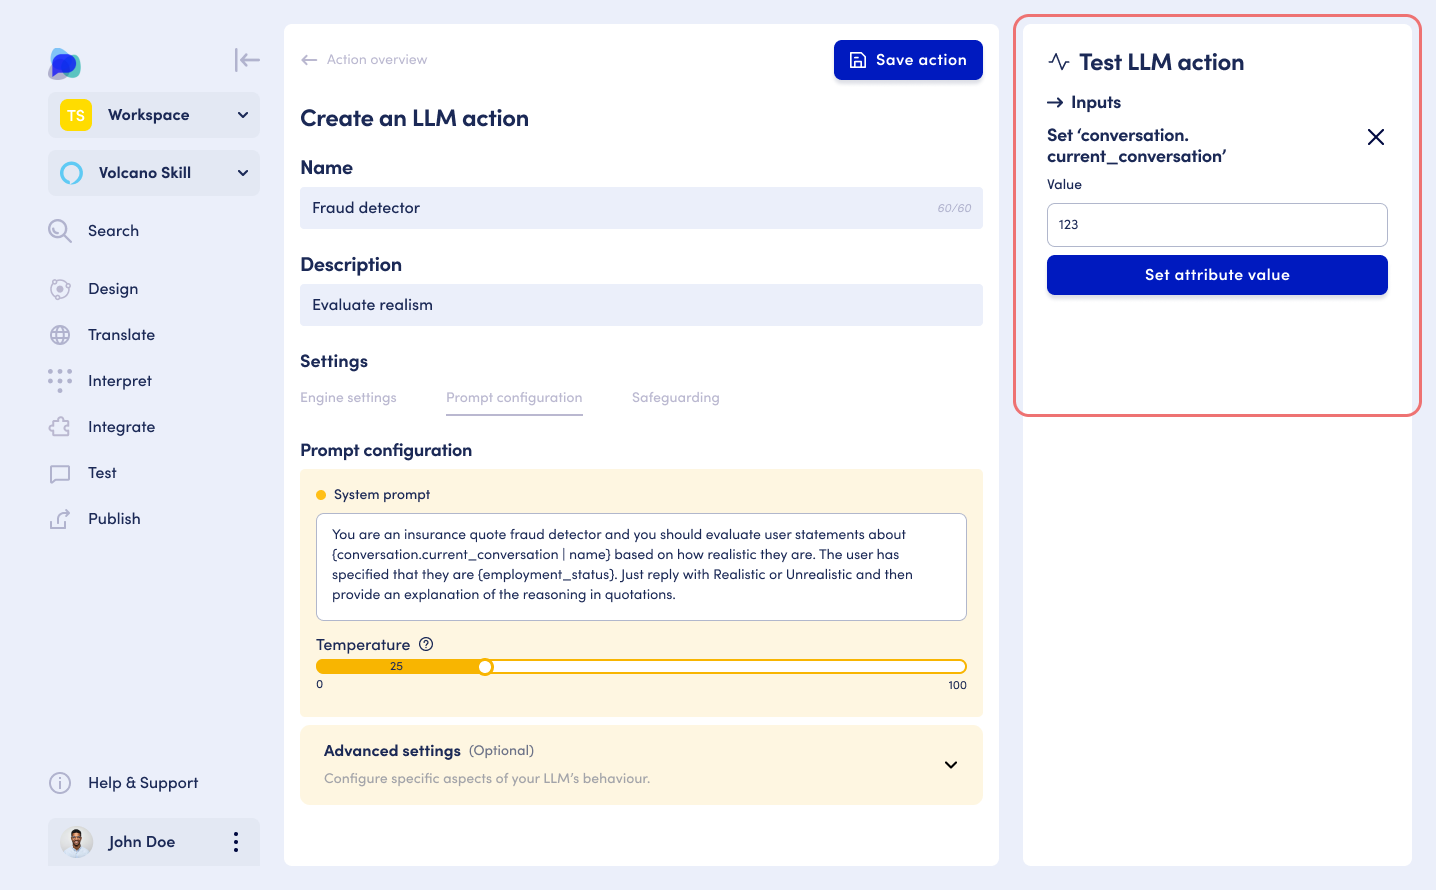 TS
Workspace
Volcano Skill
Search
Design
Translate
Interpret
Integrate
Test
Publish
Help & Support
John Doe
Action overview
Save action
Create an LLM action
Name
Fraud detector
60/60
Description
Evaluate realism
Settings
Engine settings
Prompt configuration
Safeguarding
Prompt configuration
System prompt
You are an insurance quote fraud detector and you should evaluate user statements about
{conversation.current_conversation | name} based on how realistic they are. The user has
specified that they are {employment_status}. Just reply with Realistic or Unrealistic and then
provide an explanation of the reasoning in quotations.
Temperature
25
0
100
Advanced settings (Optional)
Configure specific aspects of your LLM's behaviour.
Test LLM action
Inputs
Set ‘conversation.
current_conversation’
Value
123
Set attribute value